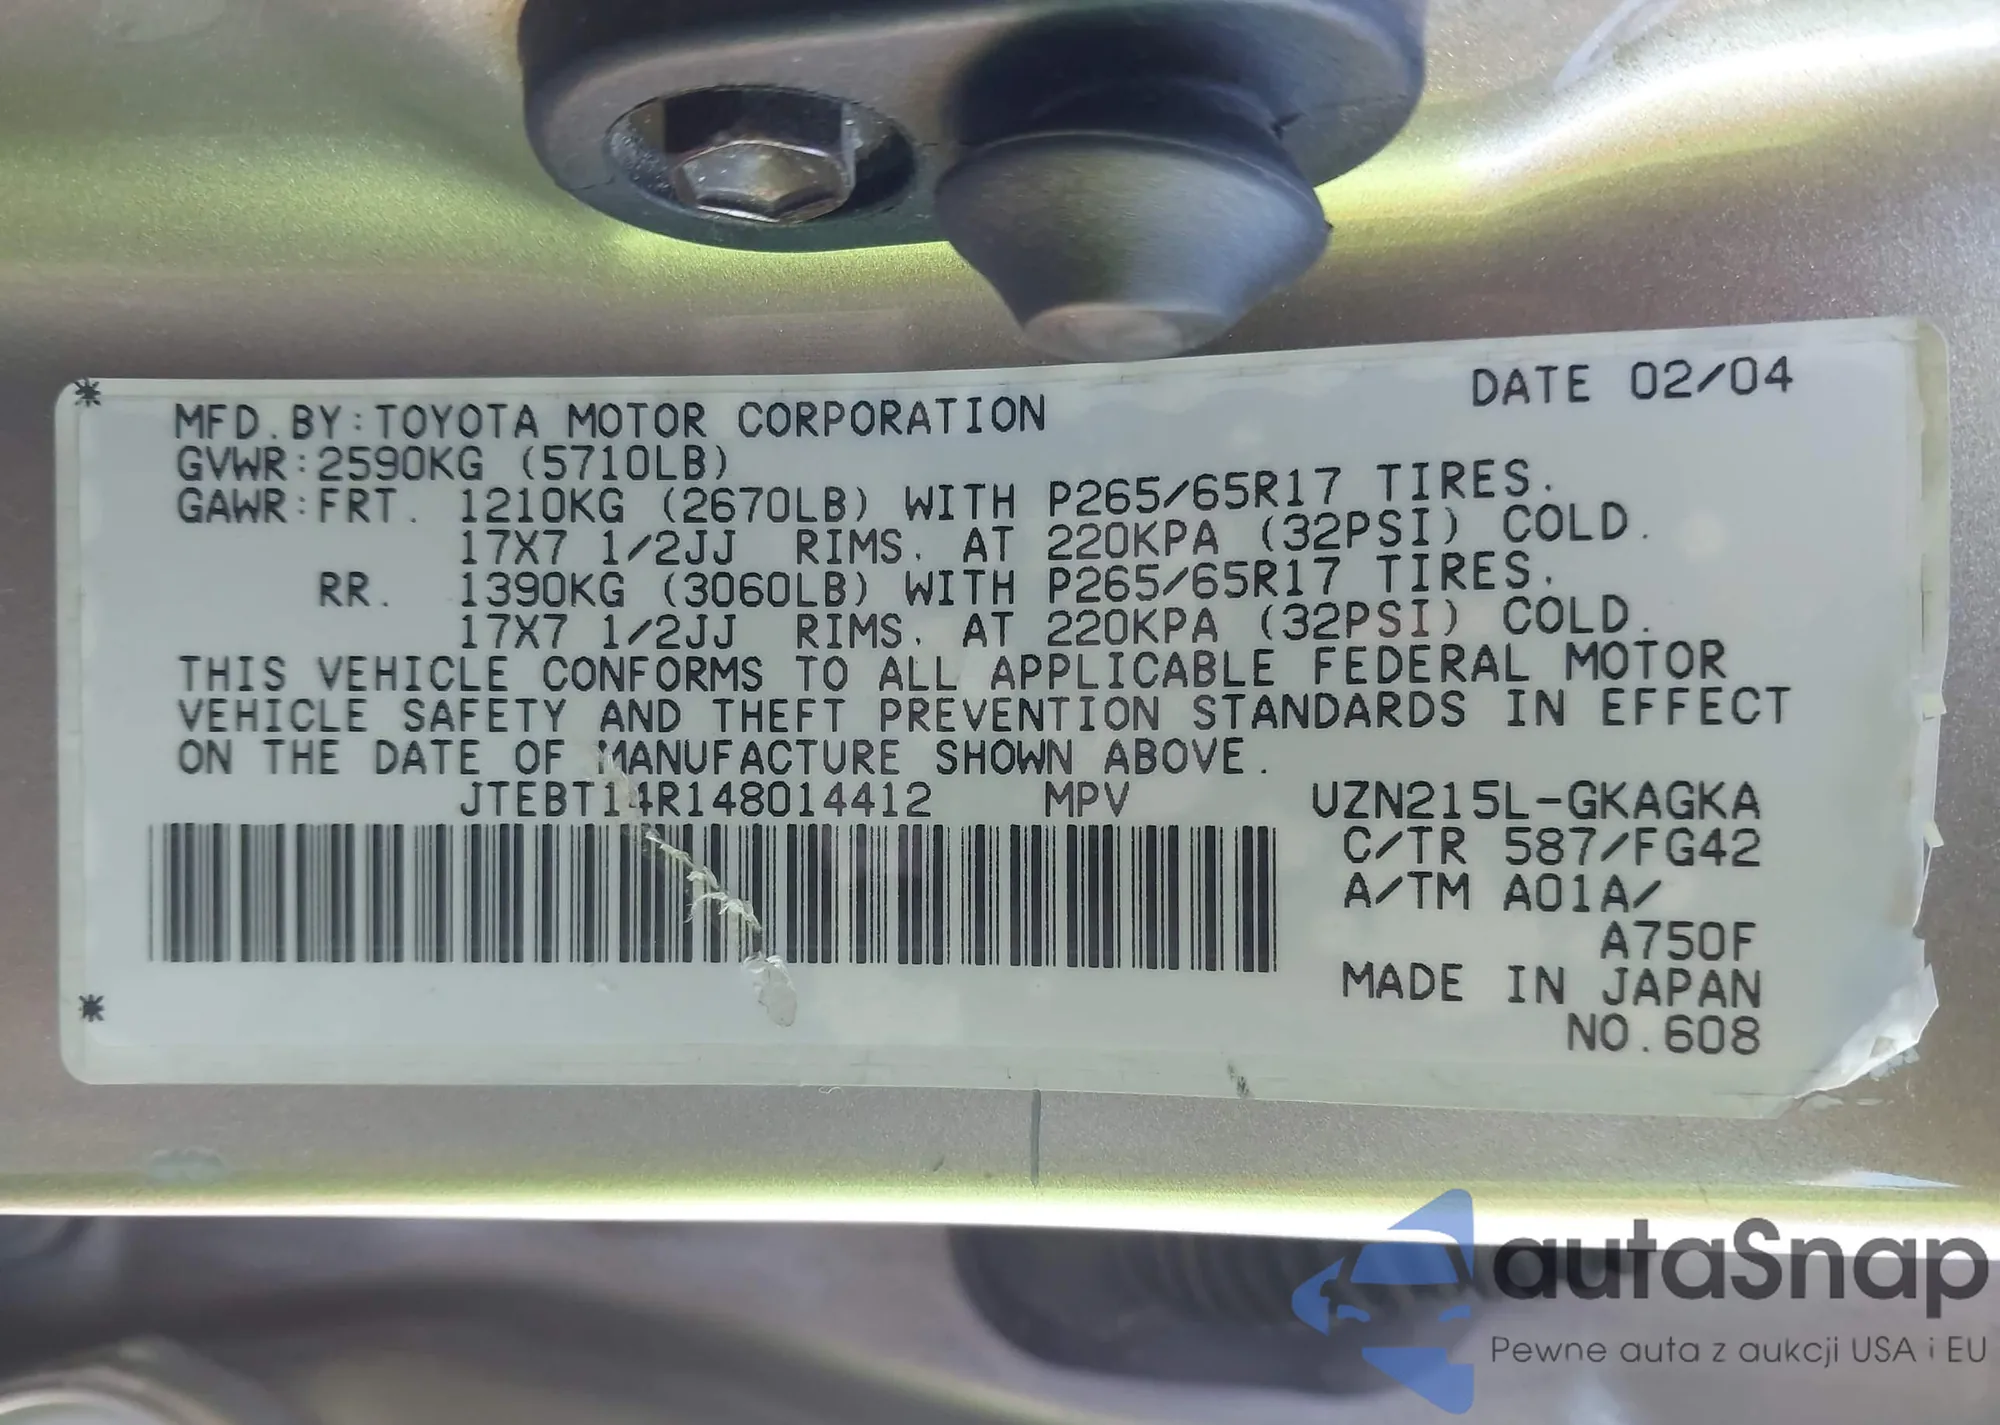 DATE 02/04
MFD.BY:TOYOTA MOTOR CORPORATION
GVWR:2590KG (5710LB)
GAWR:FRT. 1210KG (2670LB) WITH P265/65R17 TIRES.
17X7 1/2JJ RIMS. AT 220KPA (32PSI) COLD.
RR. 1390KG (3060LB) WITH P265/65R17 TIRES.
17X7 1/2JJ RIMS. AT 220KPA (32PSI) COLD.
THIS VEHICLE CONFORMS TO ALL APPLICABLE FEDERAL MOTOR
VEHICLE SAFETY AND THEFT PREVENTION STANDARDS IN EFFECT
ON THE DATE OF MANUFACTURE SHOWN ABOVE.
JTEBT14R148014412 MPV UZN215L-GKAGKA
C/TR 587/FG42
A/TM A01A/
A750F
MADE IN JAPAN
NO.608
autaSnap
Pewne auta z aukcji USA i EU